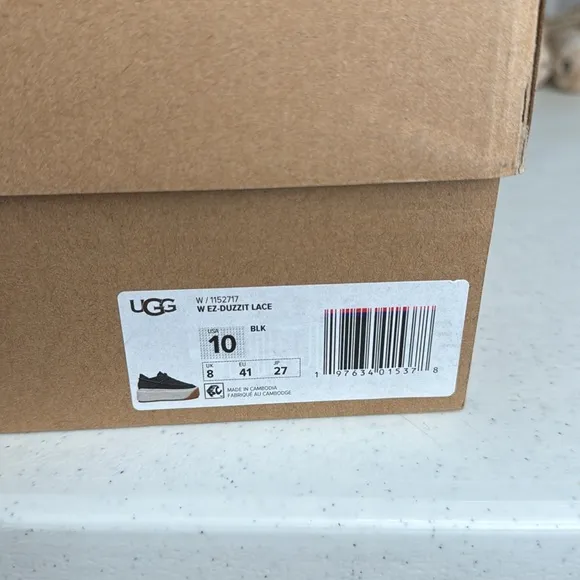 UGG
W / 1152717
W EZ-DUZZIT LACE
USA
10
BLK
UK EU JP
8 41 27
MADE IN CAMBODIA
FABRIQUÉ AU CAMBODGE
1 97634 01537 8